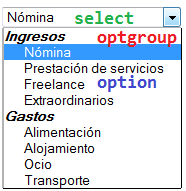 Nómina select
Ingresos optgroup
Nómina
Prestación de servicios
Freelance option
Extraordinarios
Gastos
Alimentación
Alojamiento
Ocio
Transporte